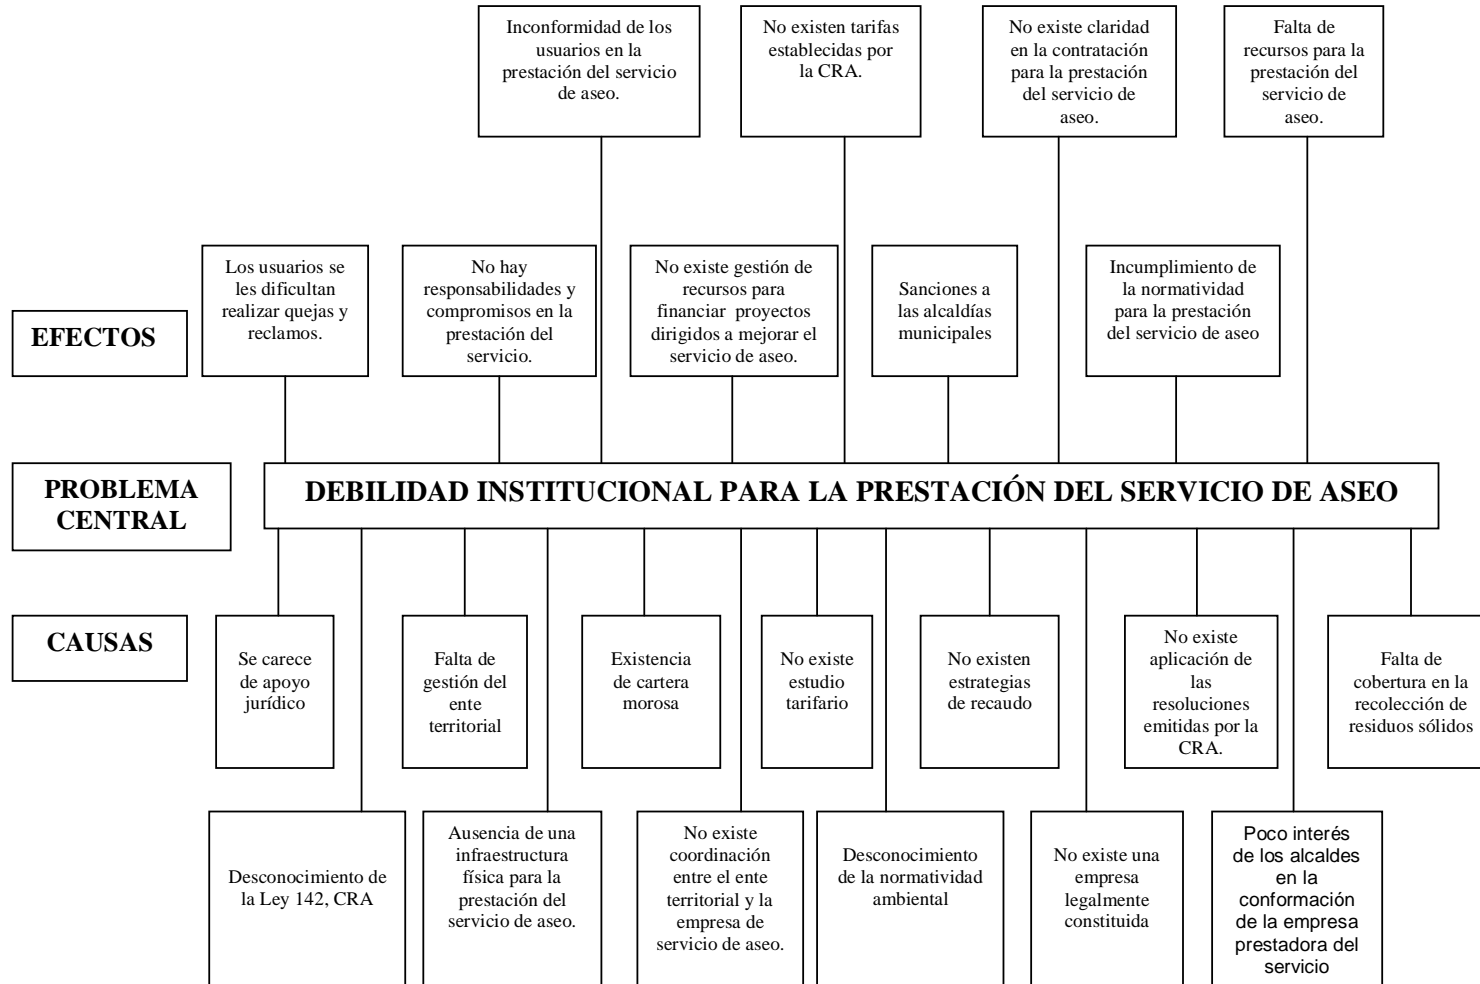 Inconformidad de los
usuarios en la
prestación del servicio
de aseo.
No existen tarifas
establecidas por
la CRA.
No existe claridad
en la contratación
para la prestación
del servicio de
aseo.
Falta de
recursos para la
prestación del
servicio de
aseo.
EFECTOS
Los usuarios se
les dificultan
realizar quejas y
reclamos.
No hay
responsabilidades y
compromisos en la
prestación del
servicio.
No existe gestión de
recursos para
financiar proyectos
dirigidos a mejorar el
servicio de aseo.
Sanciones a
las alcaldías
municipales
Incumplimiento de
la normatividad
para la prestación
del servicio de aseo
PROBLEMA
CENTRAL
DEBILIDAD INSTITUCIONAL PARA LA PRESTACIÓN DEL SERVICIO DE ASEO
CAUSAS
Se carece
de apoyo
jurídico
Falta de
gestión del
ente
territorial
Existencia
de cartera
morosa
No existe
estudio
tarifario
No existen
estrategias
de recaudo
No existe
aplicación de
las
resoluciones
emitidas por la
CRA.
Falta de
cobertura en la
recolección de
residuos sólidos
Desconocimiento de
la Ley 142, CRA
Ausencia de una
infraestructura
física para la
prestación del
servicio de aseo.
No existe
coordinación
entre el ente
territorial y la
empresa de
servicio de aseo.
Desconocimiento
de la normatividad
ambiental
No existe una
empresa
legalmente
constituida
Poco interés
de los alcaldes
en la
conformación
de la empresa
prestadora del
servicio